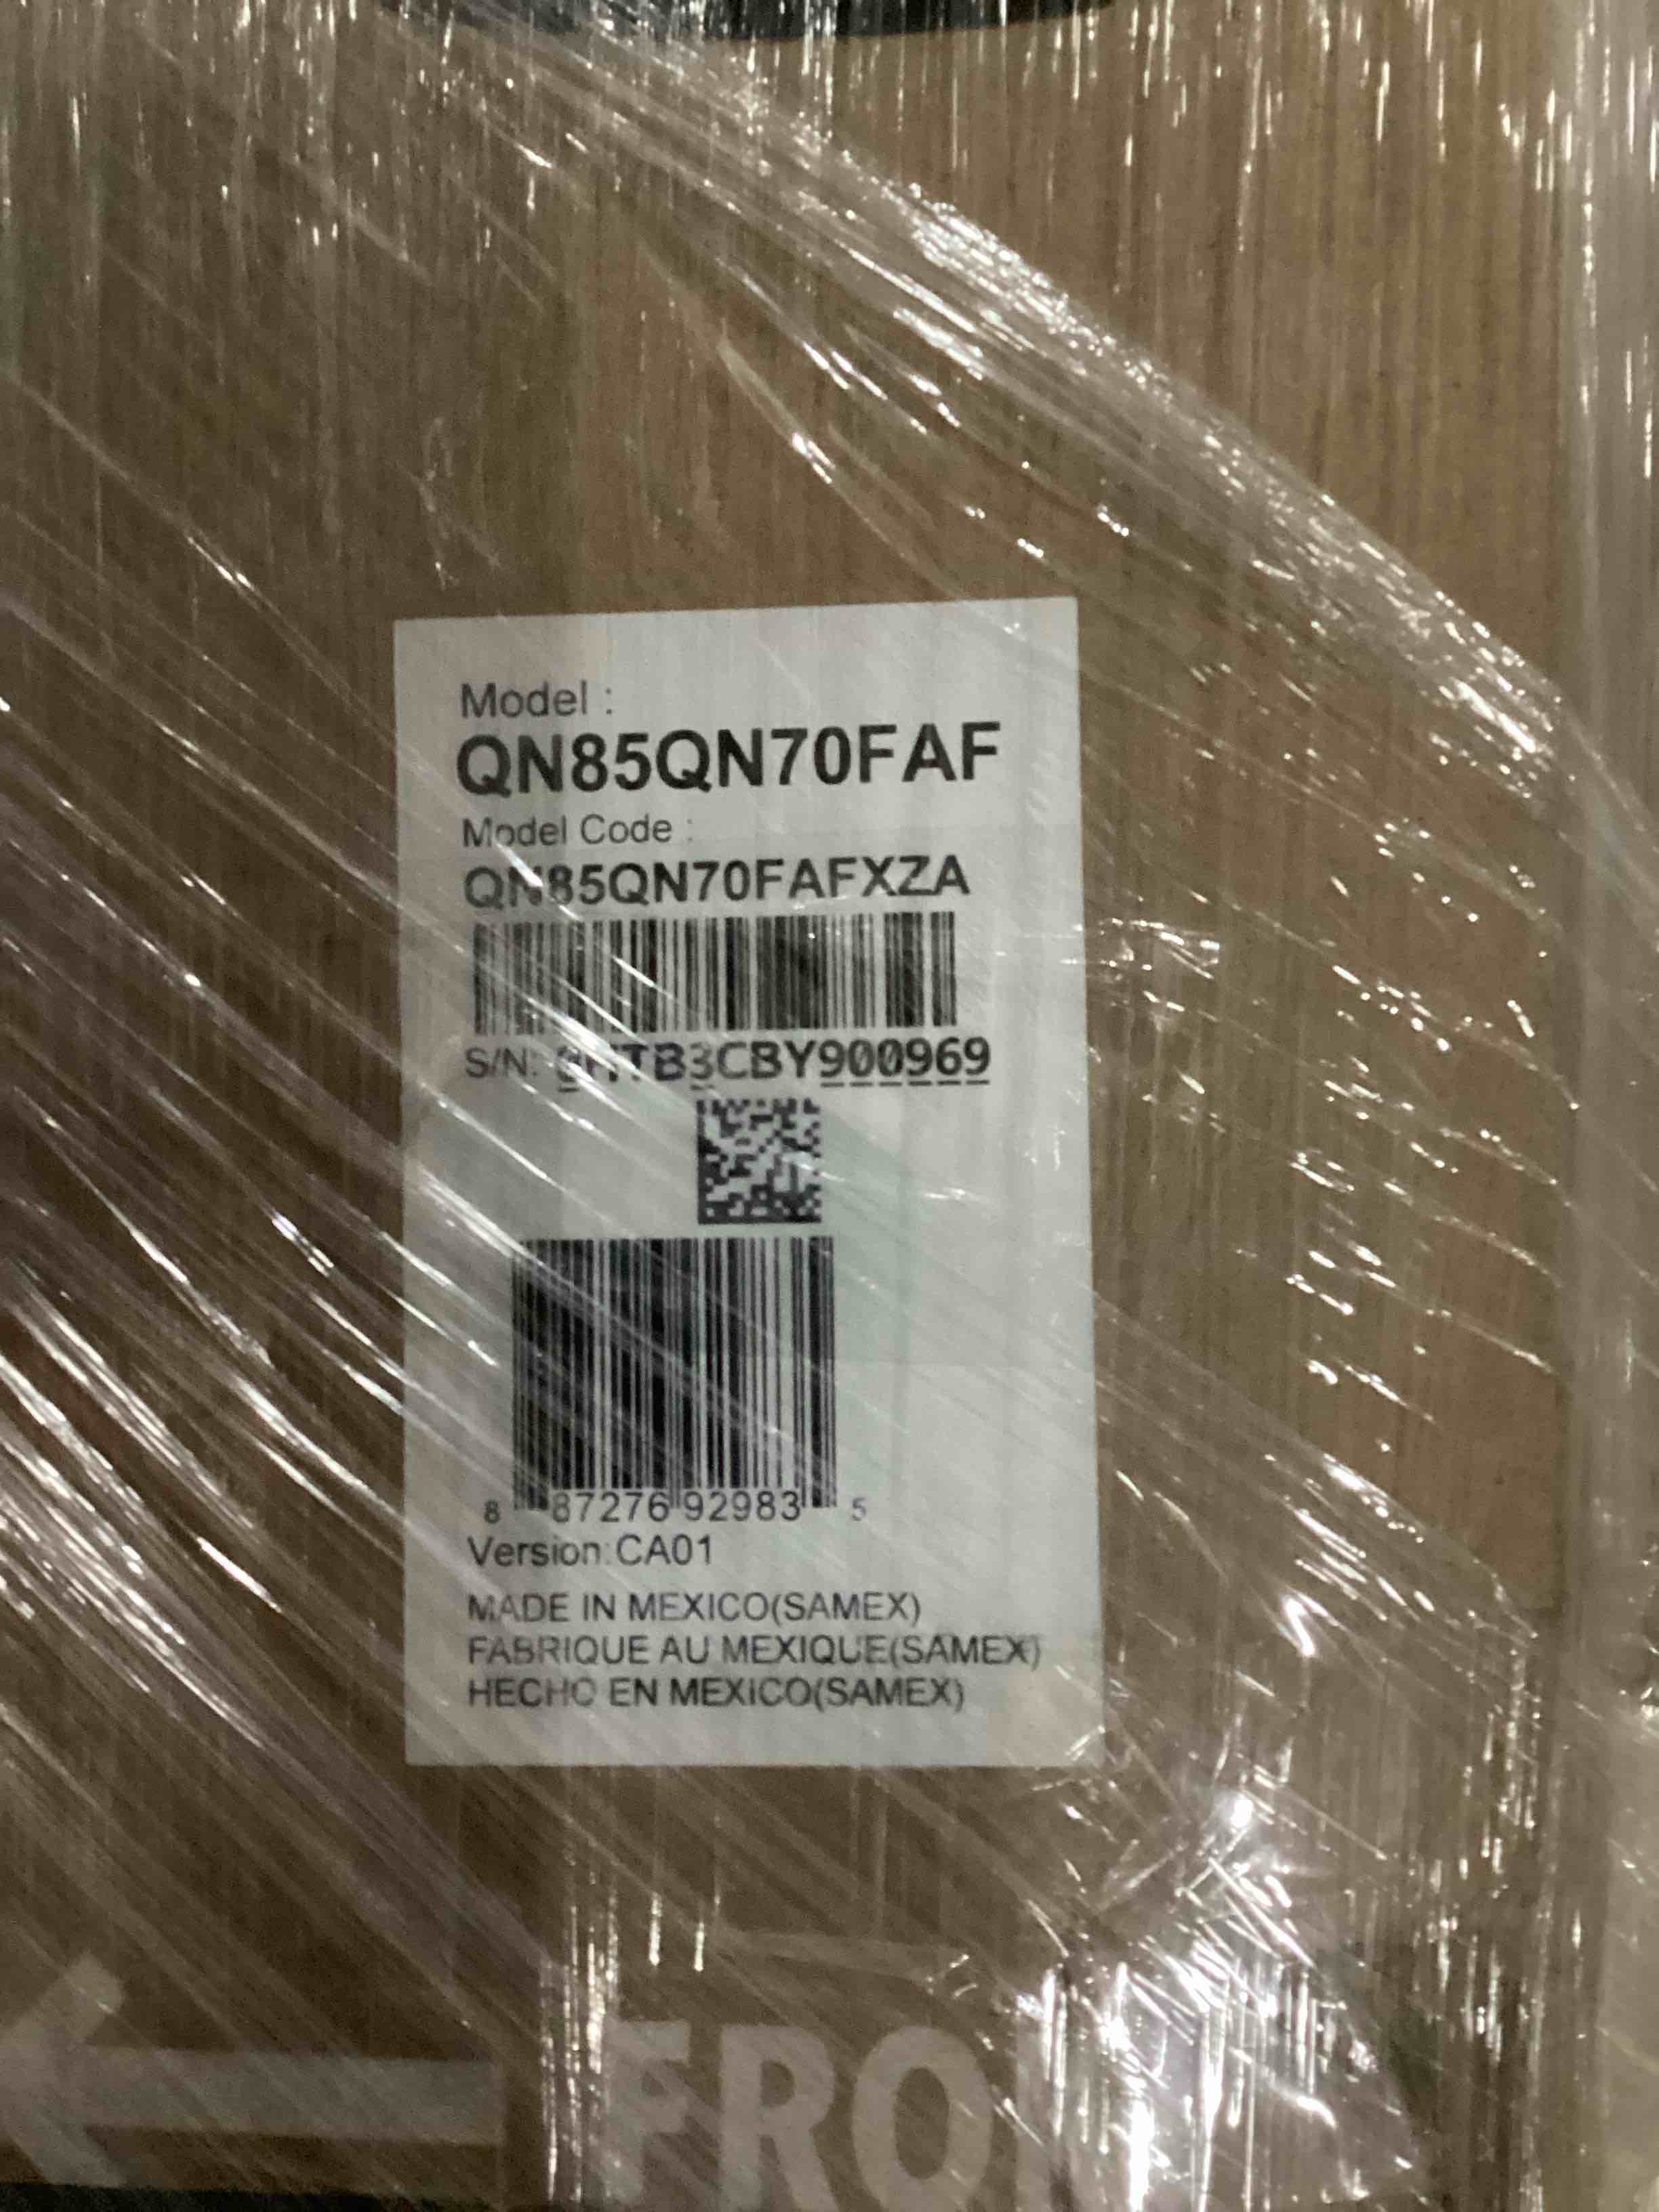 Model :
QN85QN70FAF
Model Code :
QN85QN70FAFXZA
S/N:
8 87276 92983 5
Version:CA01
MADE IN MEXICO(SAMEX)
FABRIQUE AU MEXIQUE(SAMEX)
HECHO EN MEXICO(SAMEX)